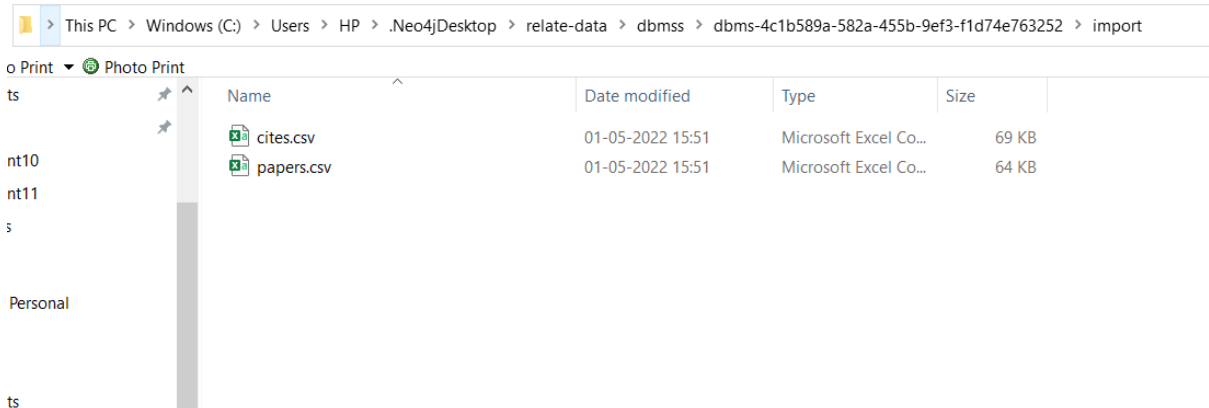 This PC > Windows (C:) > Users > HP > .Neo4jDesktop > relate-data > dbmss > dbms-4c1b589a-582a-455b-9ef3-f1d74e763252 > import
o Print Photo Print
ts Name Date modified Type Size
cites.csv 01-05-2022 15:51 Microsoft Excel Co... 69 KB
nt10 papers.csv 01-05-2022 15:51 Microsoft Excel Co... 64 KB
nt11
s
Personal
ts